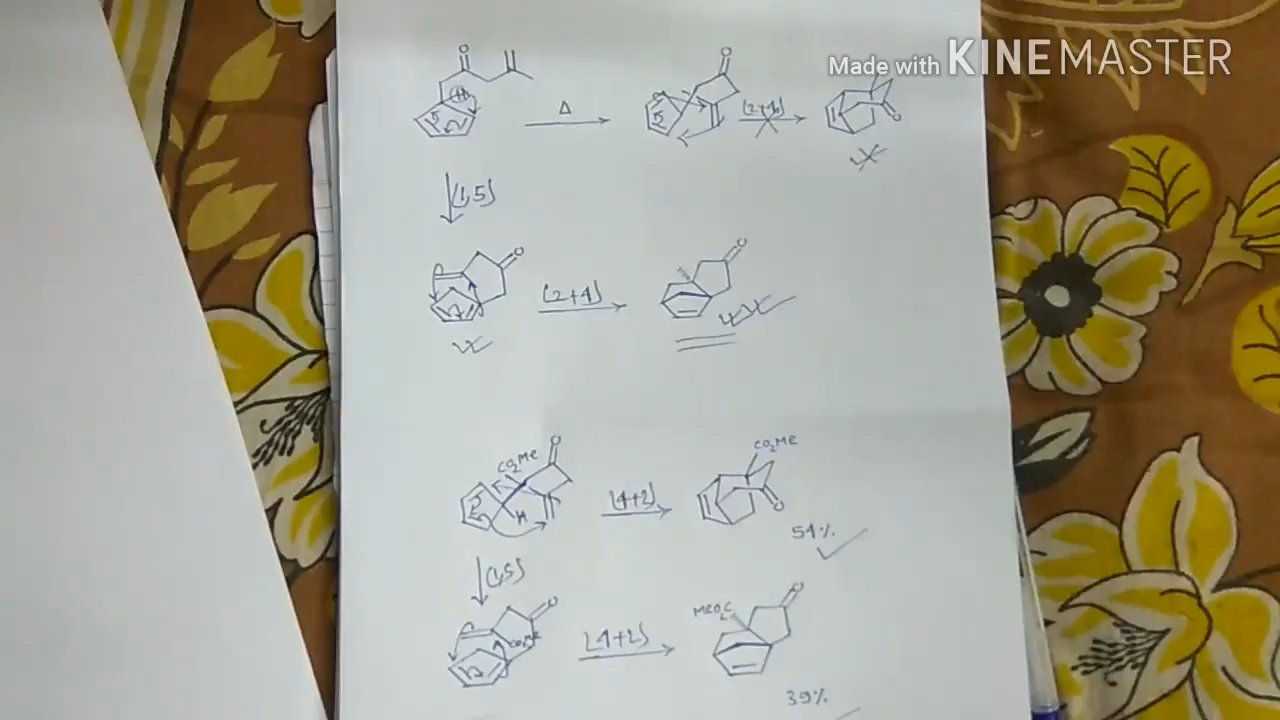 Made with KINEMASTER
O
O
Δ
(2+4)
O
H
(1,5)
O
(2+4)
O
CO2Me
O
H
(4+2)
CO2Me
O
54%
(1,5)
O
CO2Me
(4+2)
MeO2C
O
39%